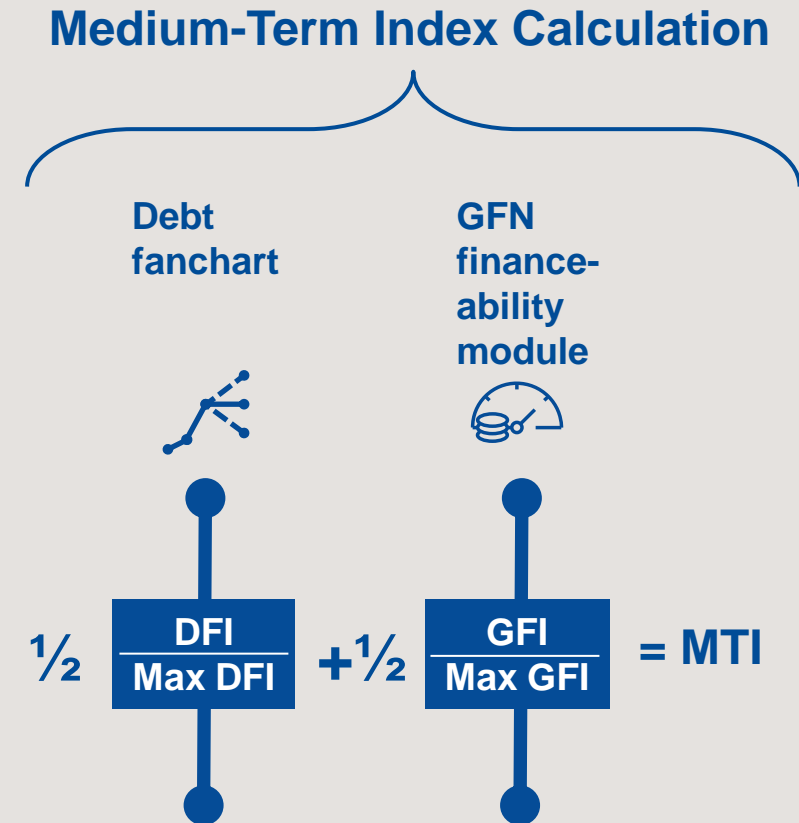 Medium-Term Index Calculation
Debt
fanchart
GFN
finance-
ability
module
½ DFI / Max DFI +½ GFI / Max GFI = MTI